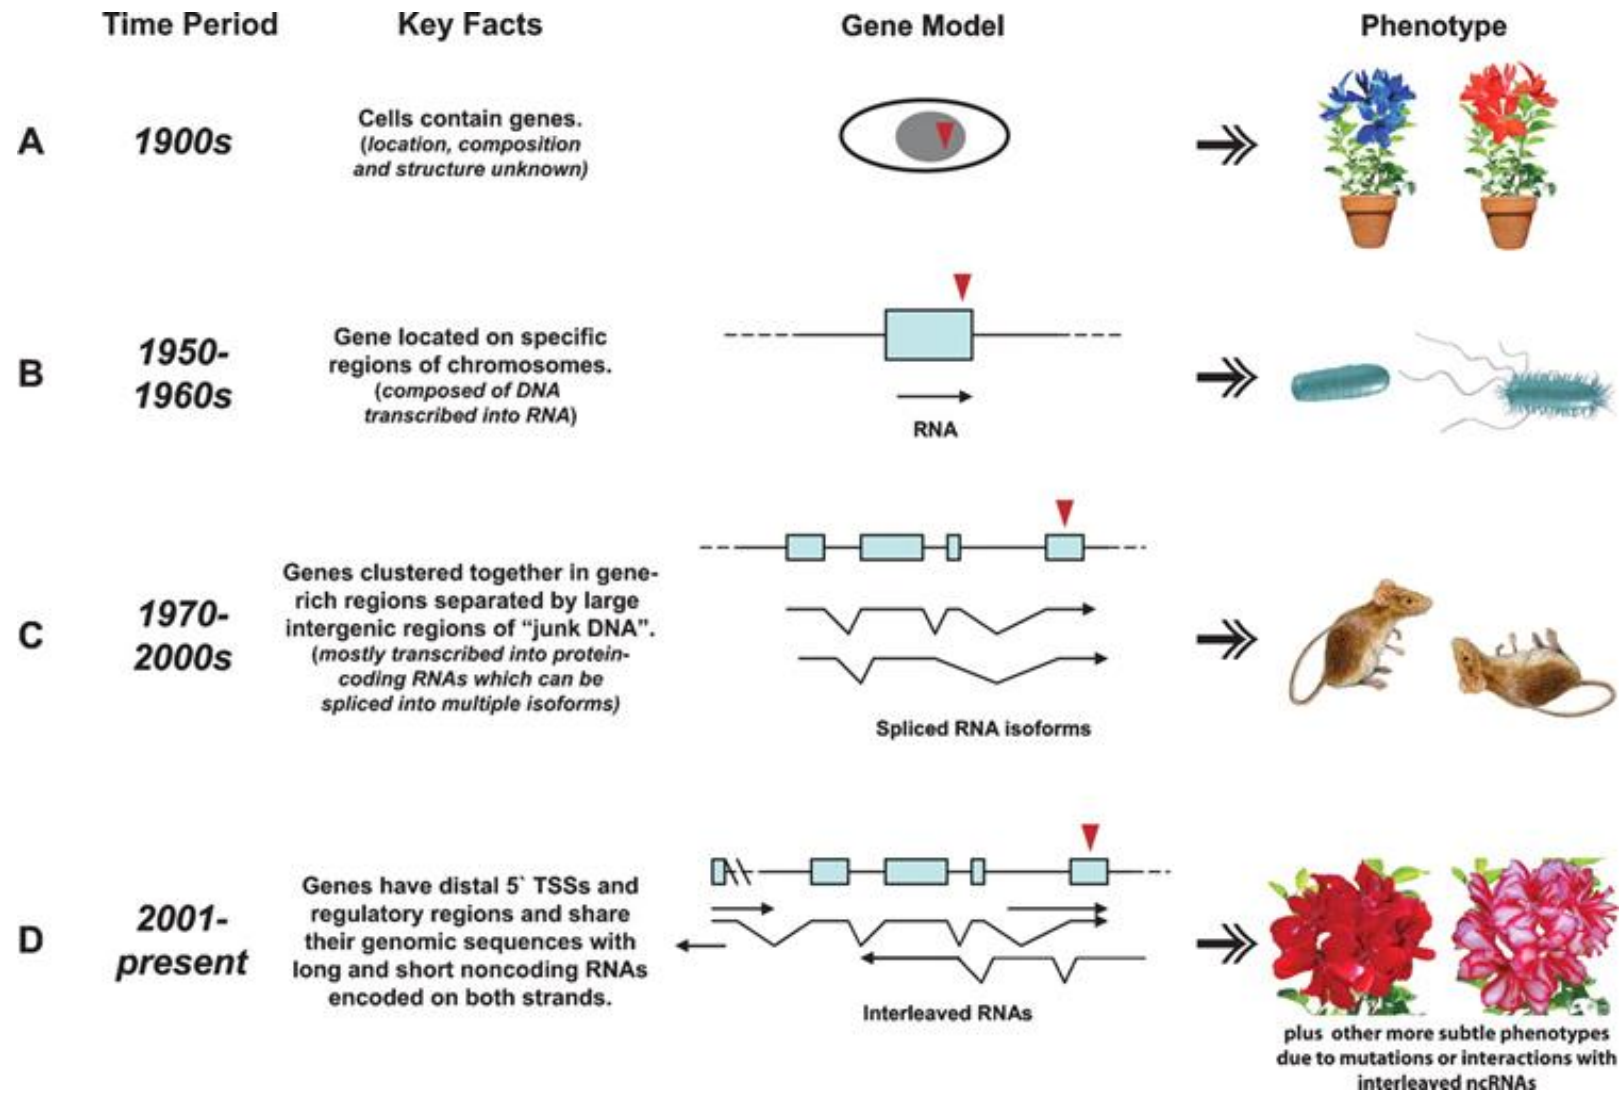 Time Period Key Facts Gene Model Phenotype
A
1900s
Cells contain genes.
(location, composition
and structure unknown)
B
1950-
1960s
Gene located on specific
regions of chromosomes.
(composed of DNA
transcribed into RNA)
RNA
C
1970-
2000s
Genes clustered together in gene-
rich regions separated by large
intergenic regions of “junk DNA”.
(mostly transcribed into protein-
coding RNAs which can be
spliced into multiple isoforms)
Spliced RNA isoforms
D
2001-
present
Genes have distal 5` TSSs and
regulatory regions and share
their genomic sequences with
long and short noncoding RNAs
encoded on both strands.
Interleaved RNAs
plus other more subtle phenotypes
due to mutations or interactions with
interleaved ncRNAs